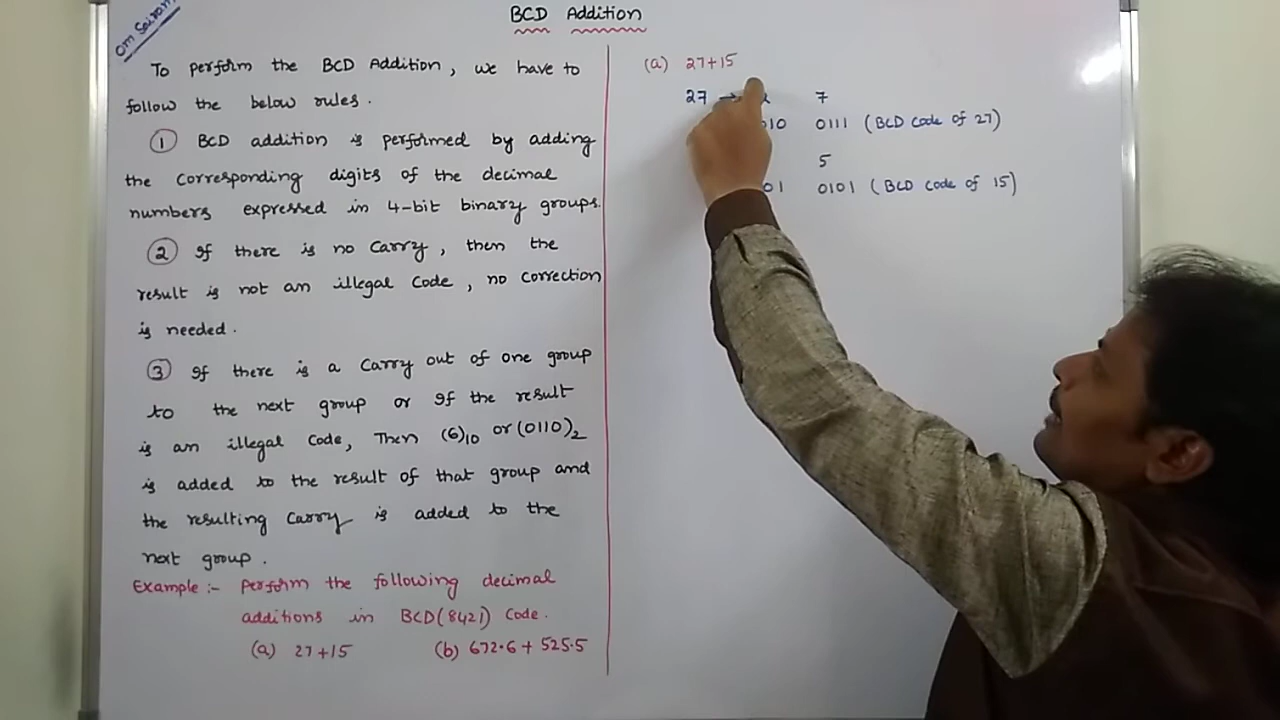 Om Sairam
BCD Addition
To perform the BCD Addition, we have to
follow the below rules.
① BCD addition is performed by adding
the corresponding digits of the decimal
numbers expressed in 4-bit binary groups.
② If there is no carry, then the
result is not an illegal code, no correction
is needed.
③ If there is a carry out of one group
to the next group or If the result
is an illegal code, Then (6)₁₀ or (0110)₂
is added to the result of that group and
the resulting carry is added to the
next group.
Example:- Perform the following decimal
additions in BCD(8421) Code.
(a) 27+15 (b) 672.6 + 525.5
(a) 27+15
27 → 7
10 0111 (BCD code of 27)
5
01 0101 (BCD code of 15)